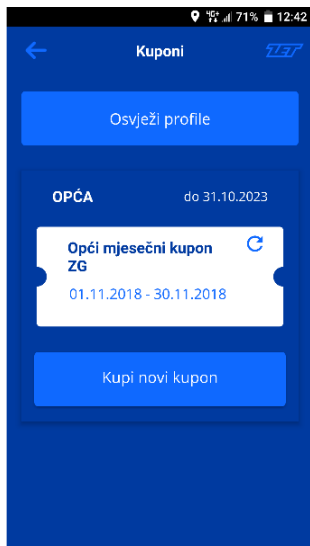 4G+ 71% 12:42
Kuponi ZET
Osvježi profile
OPĆA do 31.10.2023
Opći mjesečni kupon
ZG
01.11.2018 - 30.11.2018
Kupi novi kupon